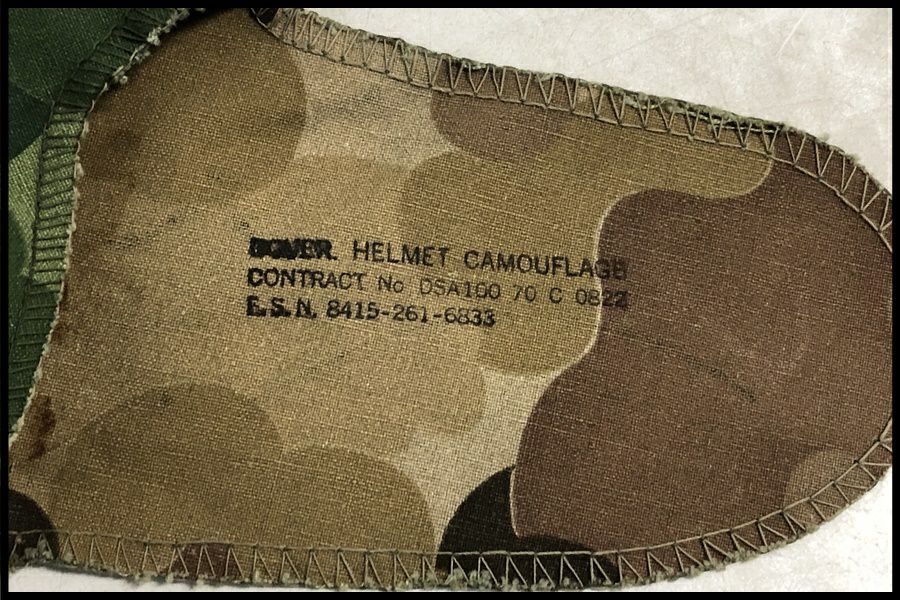 COVER. HELMET CAMOUFLAGE
CONTRACT No DSA100 70 C 0822
F.S.N. 8415-261-6833